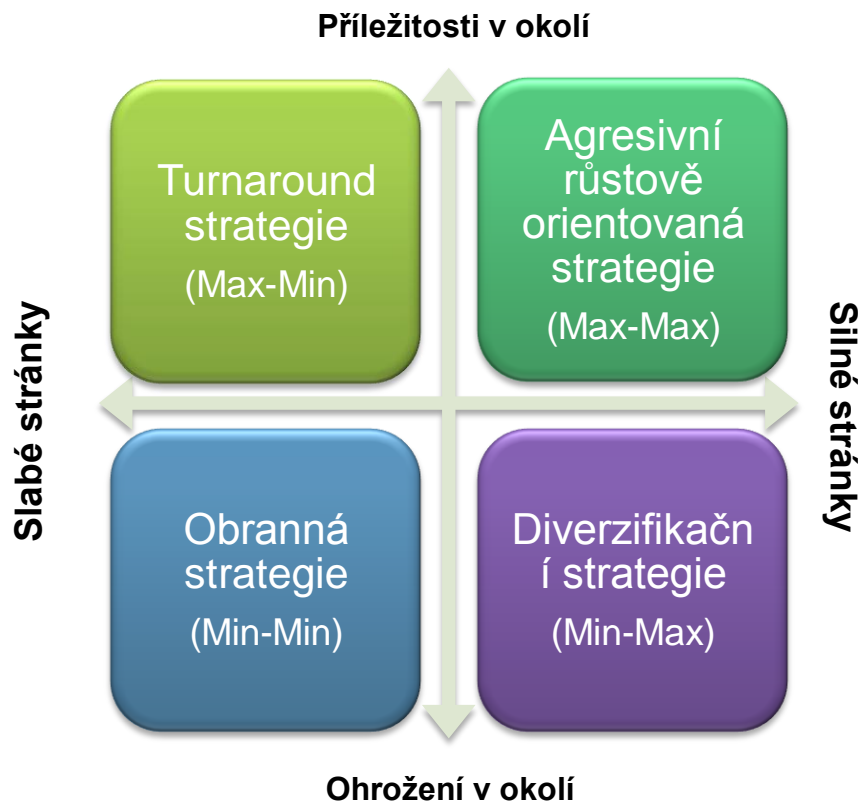 Příležitosti v okolí
Turnaround
strategie
(Max-Min)
Agresivní
růstově
orientovaná
strategie
(Max-Max)
Slabé stránky
Silné stránky
Obranná
strategie
(Min-Min)
Diverzifikačn
í strategie
(Min-Max)
Ohrožení v okolí